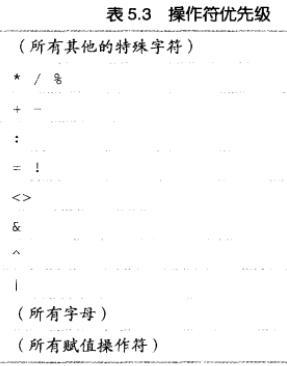 表 5.3 操作符优先级
（所有其他的特殊字符）
* / %
+ -
:
= !
<>
&
^
|
（所有字母）
（所有赋值操作符）